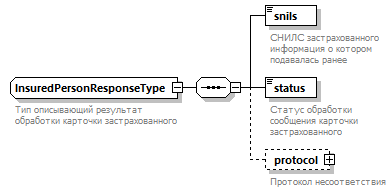 snils
СНИЛС застрахованного
информация о котором
подавалась ранее
InsuredPersonResponseType
Тип описывающий результат
обработки карточки застрахованного
status
Статус обработки
сообщения карточки
застрахованного
protocol
Протокол несоответствия